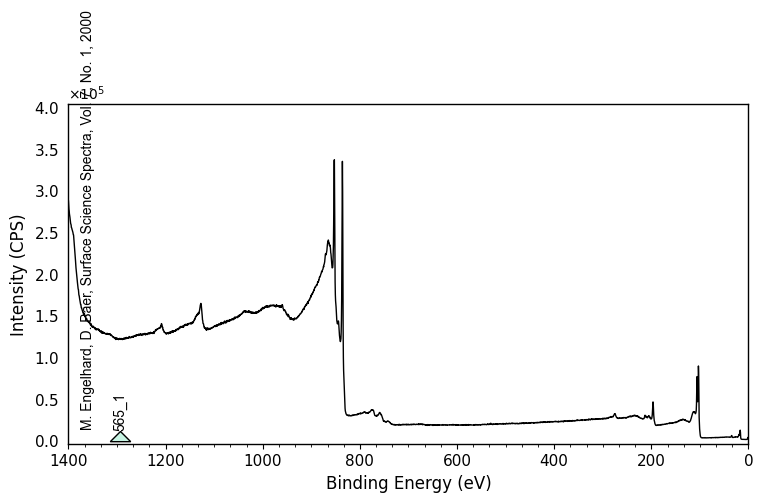 ×10⁵
4.0
3.5
3.0
2.5
2.0
1.5
1.0
0.5
0.0
Intensity (CPS)
M. Engelhard, D. Baer, Surface Science Spectra, Vol. No. 1, 2000
565_1
1400 1200 1000 800 600 400 200 0
Binding Energy (eV)